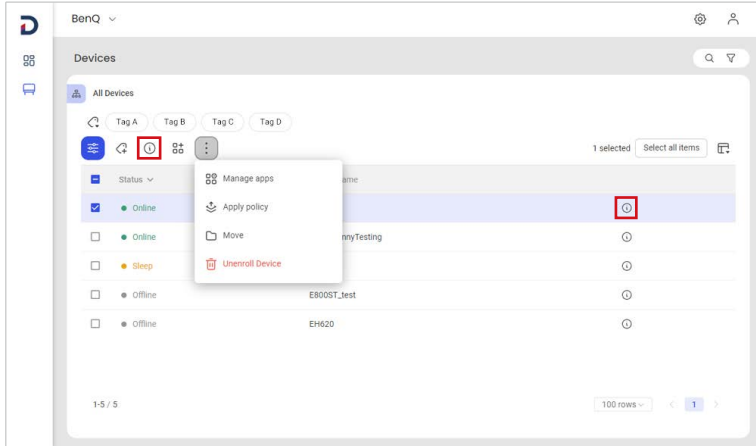 BenQ
Devices
All Devices
Tag A Tag B Tag C Tag D
1 selected Select all items
Status ame
Manage apps
Online
Apply policy
Online nnyTesting
Move
Sleep
Unenroll Device
Offline E800ST_test
Offline EH620
1-5 / 5 100 rows 1